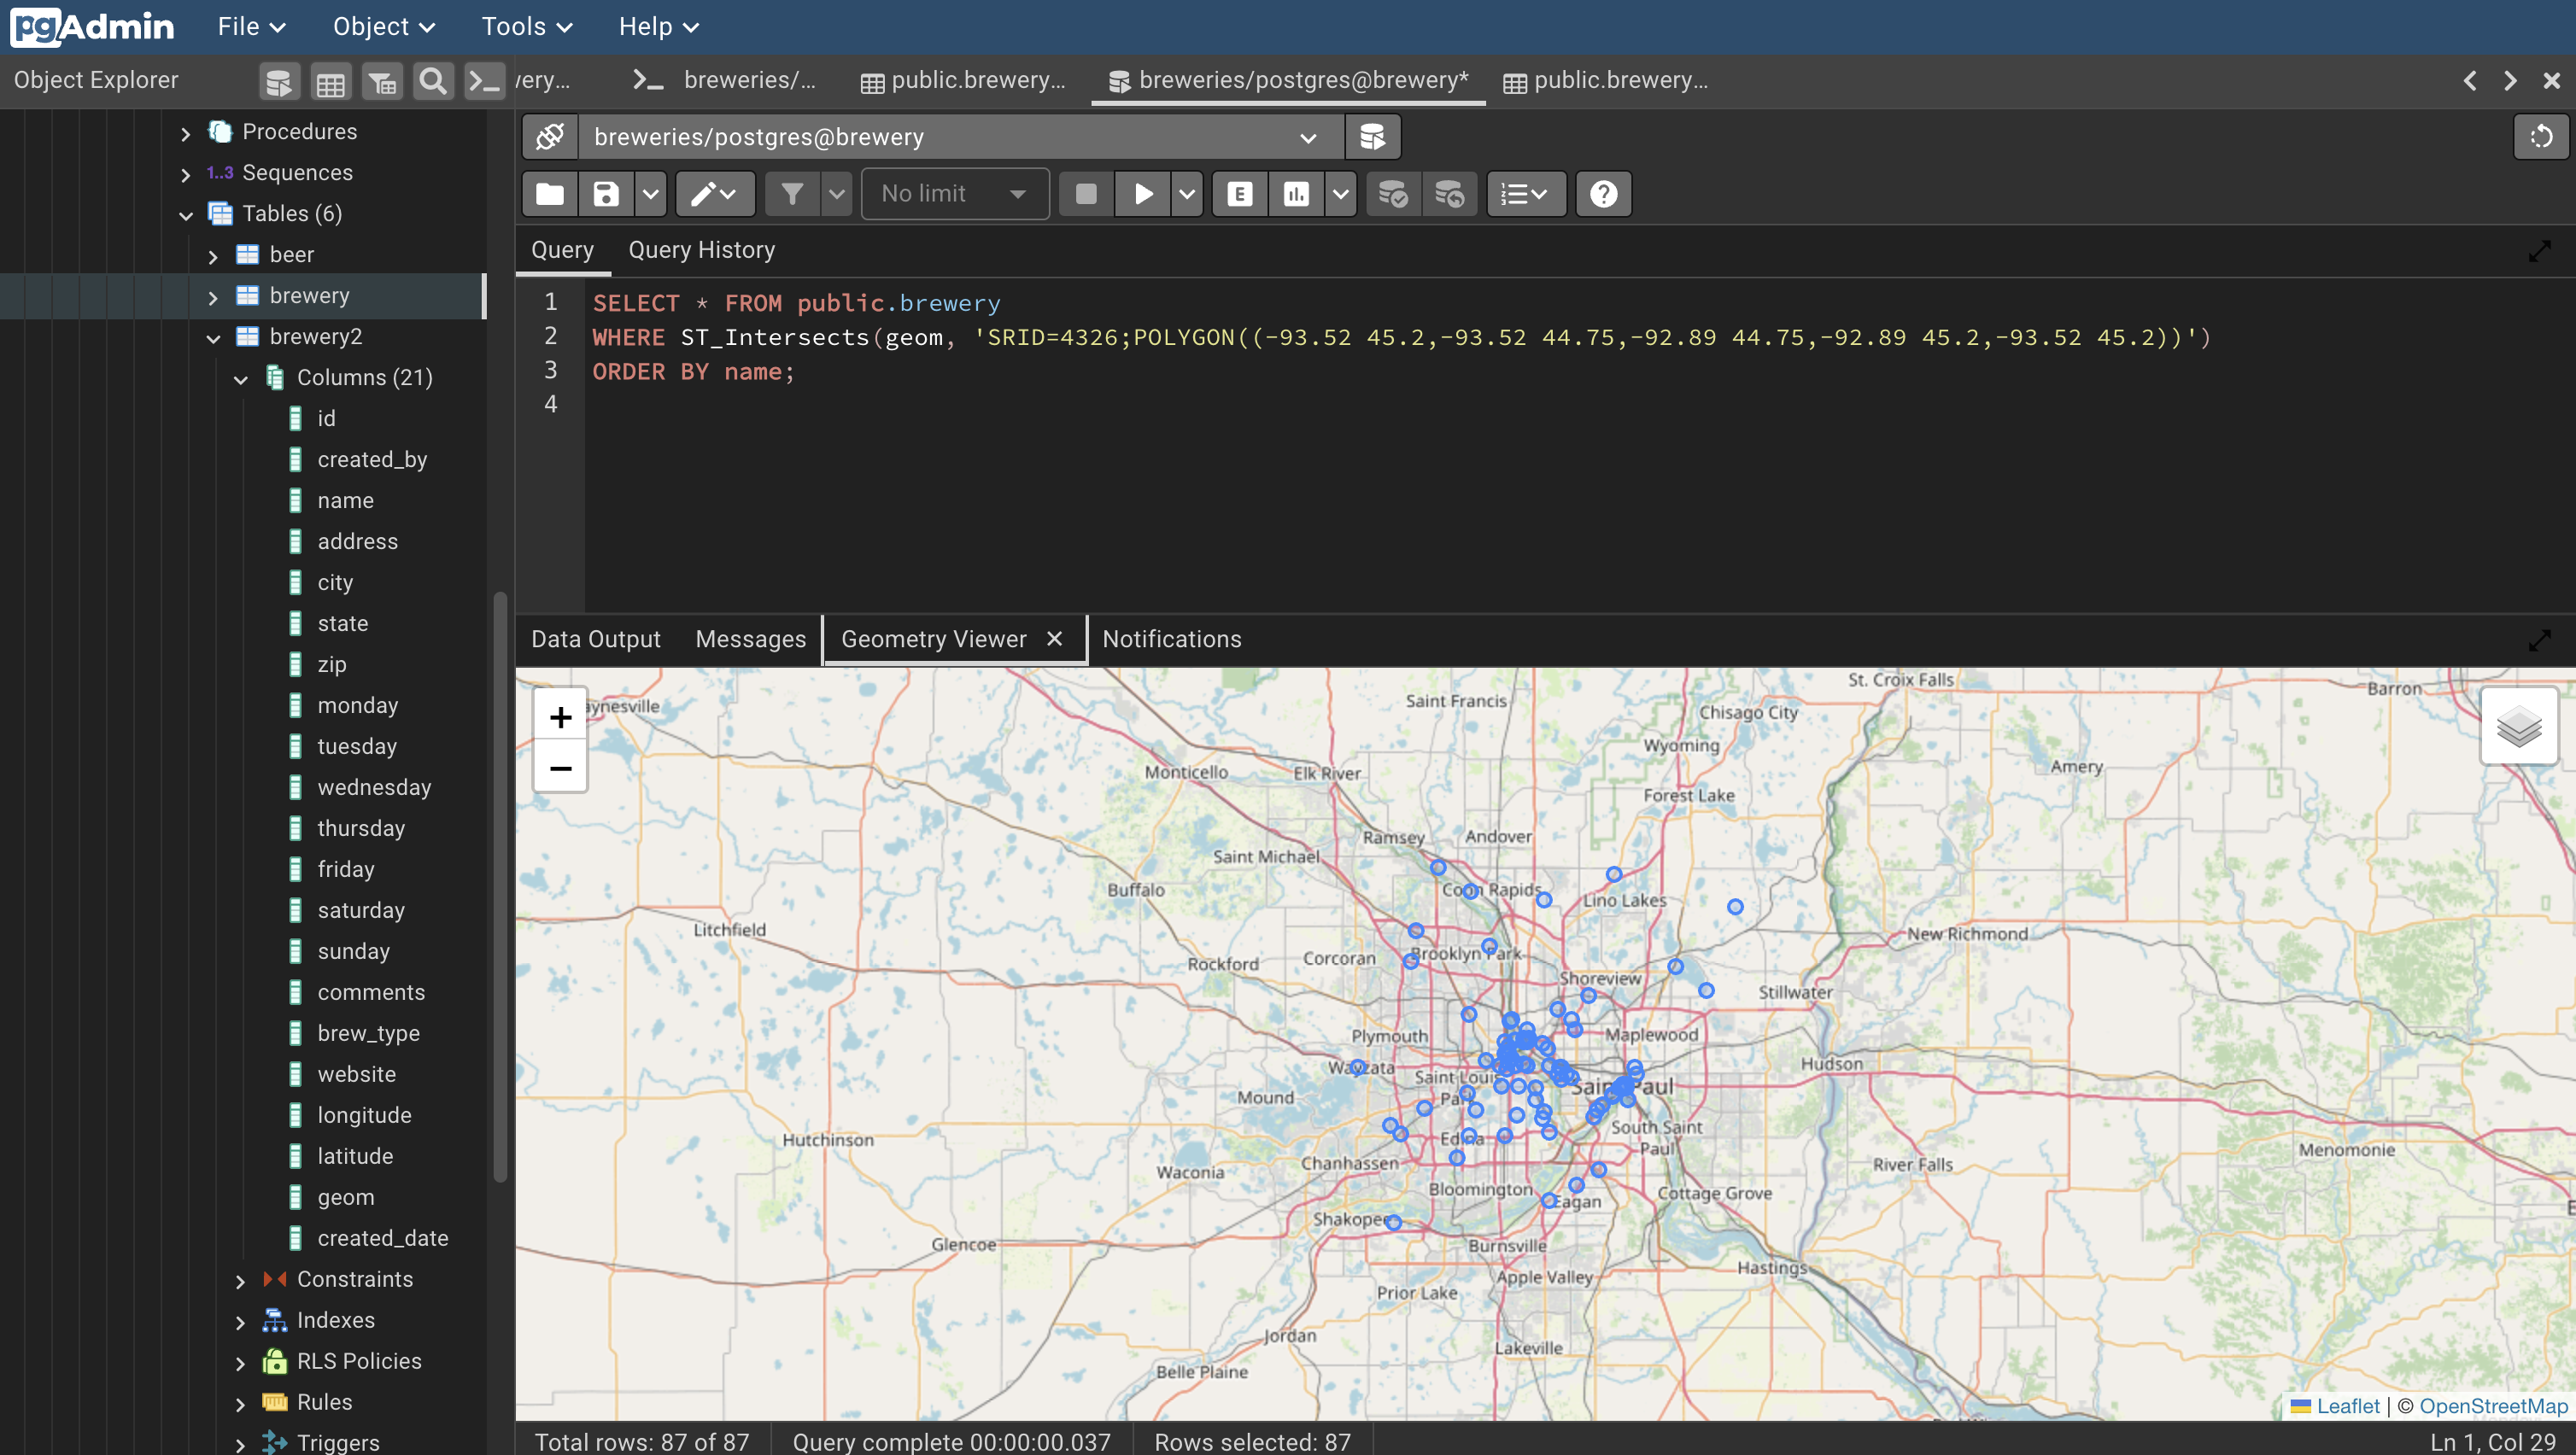 pgAdmin File Object Tools Help
Object Explorer
ery... breweries/... public.brewery... breweries/postgres@brewery* public.brewery...
Procedures
1..3 Sequences
Tables (6)
beer
brewery
brewery2
Columns (21)
id
created_by
name
address
city
state
zip
monday
tuesday
wednesday
thursday
friday
saturday
sunday
comments
brew_type
website
longitude
latitude
geom
created_date
Constraints
Indexes
RLS Policies
Rules
Triggers
breweries/postgres@brewery
No limit
E
Query Query History
1 SELECT * FROM public.brewery
2 WHERE ST_Intersects(geom, 'SRID=4326;POLYGON((-93.52 45.2,-93.52 44.75,-92.89 44.75,-92.89 45.2,-93.52 45.2))')
3 ORDER BY name;
4
Data Output Messages Geometry Viewer Notifications
+
−
St. Croix Falls
Barron
Saint Francis
aynesville
Chisago City
Wyoming
Amery
Monticello
Elk River
Forest Lake
Ramsey
Andover
Saint Michael
Buffalo
Coon Rapids
Lino Lakes
Litchfield
New Richmond
Brooklyn Park
Corcoran
Rockford
Shoreview
Stillwater
Plymouth
Maplewood
Hudson
Wayzata
Saint Louis
Park
Saint Paul
Mound
South Saint
Paul
Hutchinson
Edina
Menomonie
Chanhassen
River Falls
Waconia
Bloomington
Cottage Grove
Eagan
Shakopee
Glencoe
Burnsville
Hastings
Apple Valley
Prior Lake
Jordan
Lakeville
Belle Plaine
Leaflet | © OpenStreetMap
Total rows: 87 of 87 Query complete 00:00:00.037 Rows selected: 87 Ln 1, Col 29